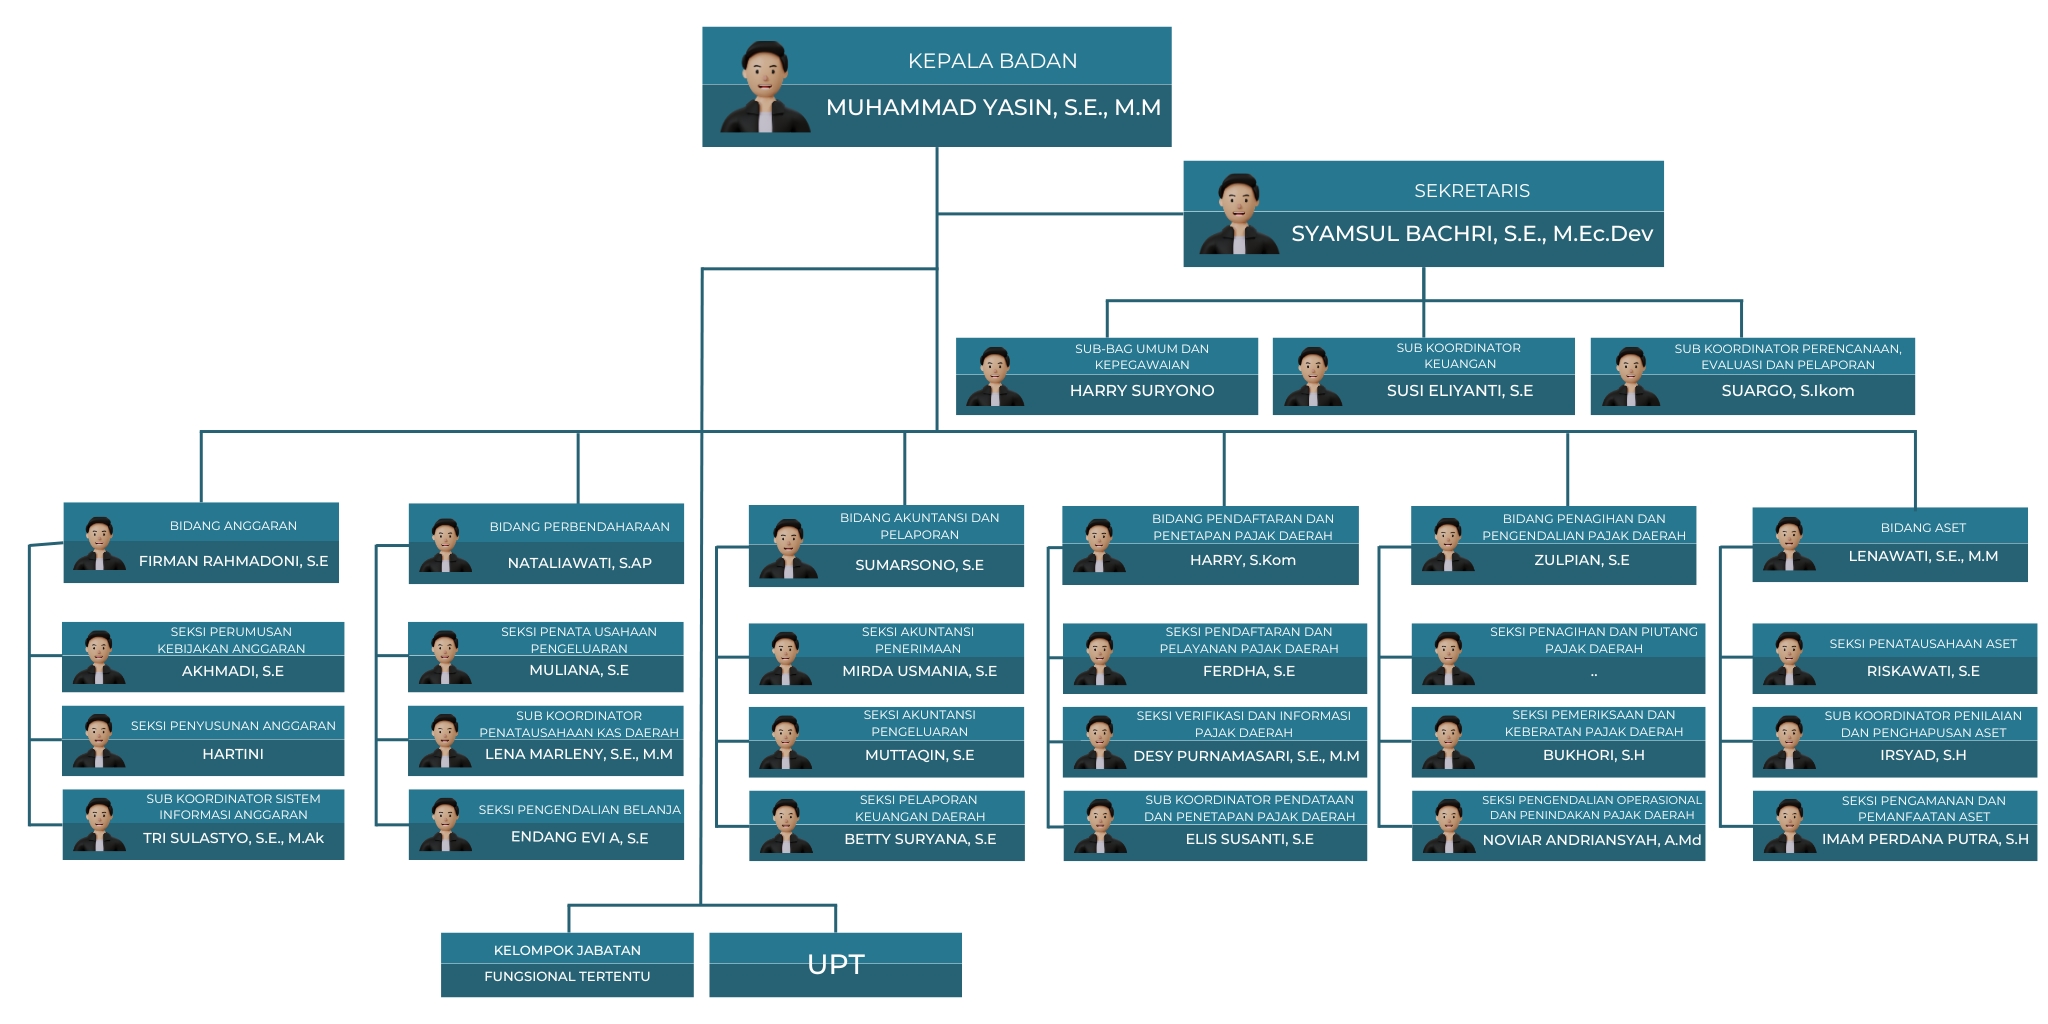 KEPALA BADAN
MUHAMMAD YASIN, S.E., M.M
SEKRETARIS
SYAMSUL BACHRI, S.E., M.Ec.Dev
SUB-BAG UMUM DAN
KEPEGAWAIAN
HARRY SURYONO
SUB KOORDINATOR
KEUANGAN
SUSI ELIYANTI, S.E
SUB KOORDINATOR PERENCANAAN,
EVALUASI DAN PELAPORAN
SUARGO, S.Ikom
BIDANG ANGGARAN
FIRMAN RAHMADONI, S.E
SEKSI PERUMUSAN
KEBIJAKAN ANGGARAN
AKHMADI, S.E
SEKSI PENYUSUNAN ANGGARAN
HARTINI
SUB KOORDINATOR SISTEM
INFORMASI ANGGARAN
TRI SULASTYO, S.E., M.Ak
BIDANG PERBENDAHARAAN
NATALIAWATI, S.AP
SEKSI PENATA USAHAAN
PENGELUARAN
MULIANA, S.E
SUB KOORDINATOR
PENATAUSAHAAN KAS DAERAH
LENA MARLENY, S.E., M.M
SEKSI PENGENDALIAN BELANJA
ENDANG EVI A, S.E
BIDANG AKUNTANSI DAN
PELAPORAN
SUMARSONO, S.E
SEKSI AKUNTANSI
PENERIMAAN
MIRDA USMANIA, S.E
SEKSI AKUNTANSI
PENGELUARAN
MUTTAQIN, S.E
SEKSI PELAPORAN
KEUANGAN DAERAH
BETTY SURYANA, S.E
BIDANG PENDAFTARAN DAN
PENETAPAN PAJAK DAERAH
HARRY, S.Kom
SEKSI PENDAFTARAN DAN
PELAYANAN PAJAK DAERAH
FERDHA, S.E
SEKSI VERIFIKASI DAN INFORMASI
PAJAK DAERAH
DESY PURNAMASARI, S.E., M.M
SUB KOORDINATOR PENDATAAN
DAN PENETAPAN PAJAK DAERAH
ELIS SUSANTI, S.E
BIDANG PENAGIHAN DAN
PENGENDALIAN PAJAK DAERAH
ZULPIAN, S.E
SEKSI PENAGIHAN DAN PIUTANG
PAJAK DAERAH
..
SEKSI PEMERIKSAAN DAN
KEBERATAN PAJAK DAERAH
BUKHORI, S.H
SEKSI PENGENDALIAN OPERASIONAL
DAN PENINDAKAN PAJAK DAERAH
NOVIAR ANDRIANSYAH, A.Md
BIDANG ASET
LENAWATI, S.E., M.M
SEKSI PENATAUSAHAAN ASET
RISKAWATI, S.E
SUB KOORDINATOR PENILAIAN
DAN PENGHAPUSAN ASET
IRSYAD, S.H
SEKSI PENGAMANAN DAN
PEMANFAATAN ASET
IMAM PERDANA PUTRA, S.H
KELOMPOK JABATAN
FUNGSIONAL TERTENTU
UPT